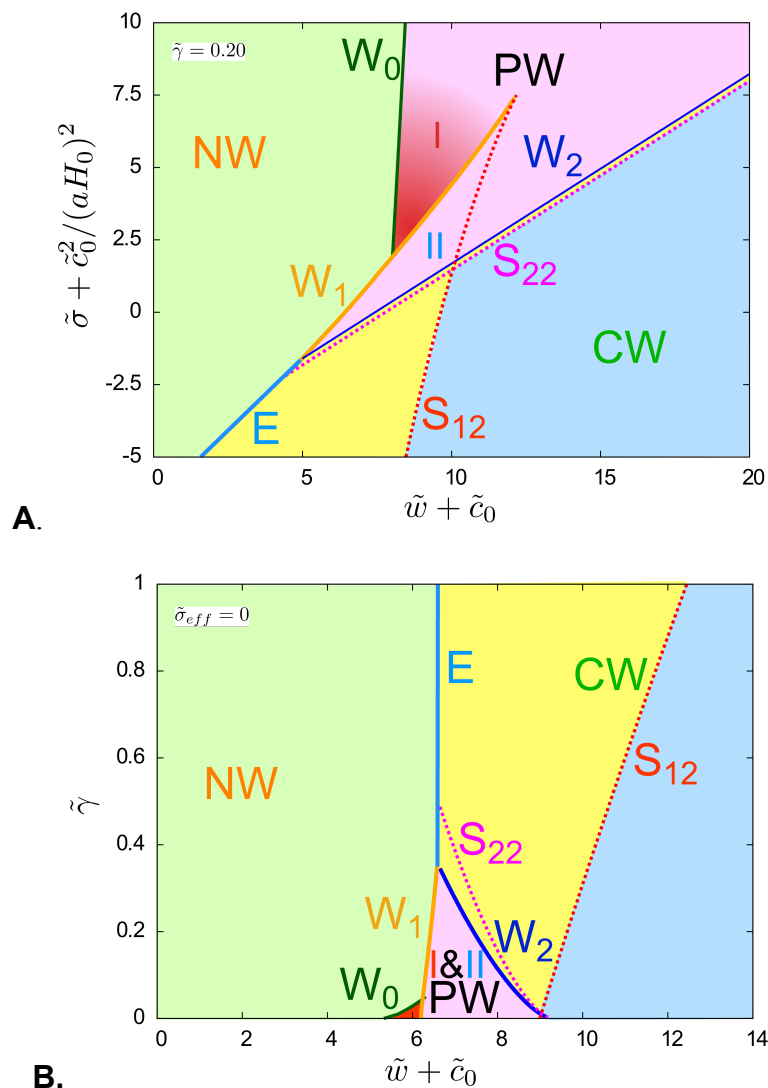 10
7.5
5
2.5
0
-2.5
-5
γ̃ = 0.20
W₀
PW
I
NW
W₂
II
S₂₂
W₁
CW
E
S₁₂
σ̃ + c̃₀²/(aH₀)²
0 5 10 15 20
w̃ + c̃₀
A.
1
0.8
0.6
0.4
0.2
0
σ̃ₑff = 0
E
CW
NW
S₁₂
S₂₂
W₁
W₂
I&II
W₀
PW
γ̃
0 2 4 6 8 10 12 14
w̃ + c̃₀
B.